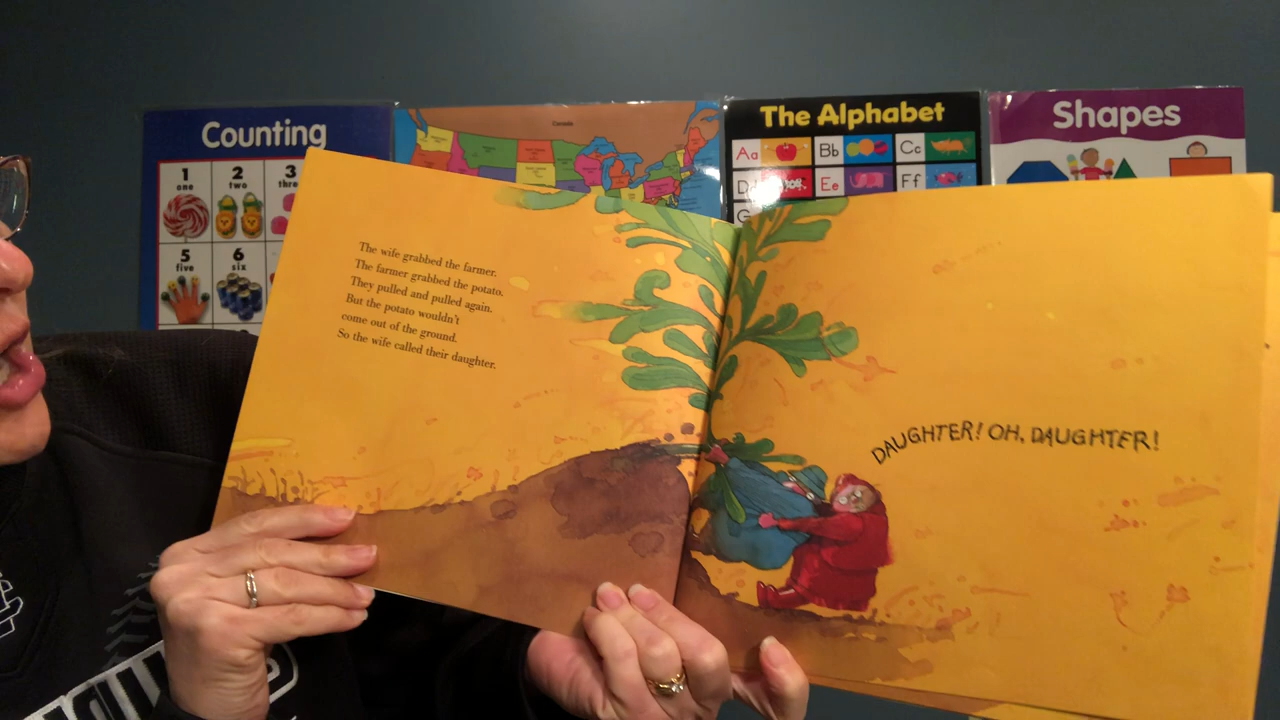 Counting
1
one
2
two
3
5
five
6
six
Canada
The Alphabet
Aa
Bb
Cc
Ee
Ff
Shapes
The wife grabbed the farmer.
The farmer grabbed the potato.
They pulled and pulled again.
But the potato wouldn't
come out of the ground.
So the wife called their daughter.
DAUGHTER! OH, DAUGHTER!